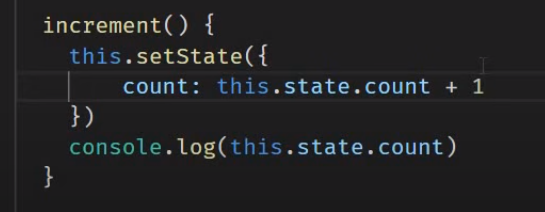 increment() {
this.setState({
count: this.state.count + 1
})
console.log(this.state.count)
}